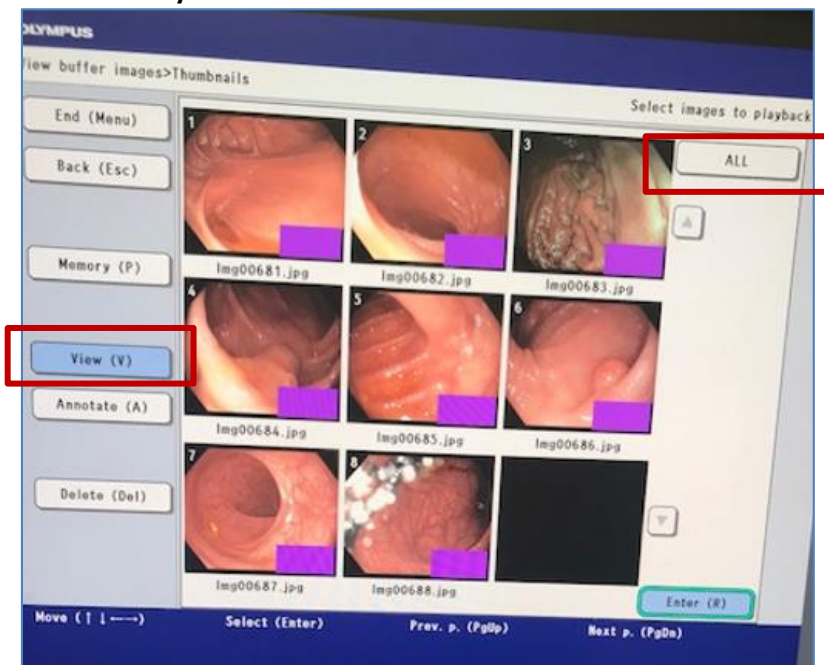 OLYMPUS
View buffer images>Thumbnails
Select images to playback
End (Menu)
Back (Esc)
Memory (P)
View (V)
Annotate (A)
Delete (Del)
ALL
1
2
3
Img00681.jpg
Img00682.jpg
Img00683.jpg
4
5
6
Img00684.jpg
Img00685.jpg
Img00686.jpg
7
8
Img00687.jpg
Img00688.jpg
Enter (R)
Move (↑↓←→)
Select (Enter)
Prev. p. (PgUp)
Next p. (PgDn)